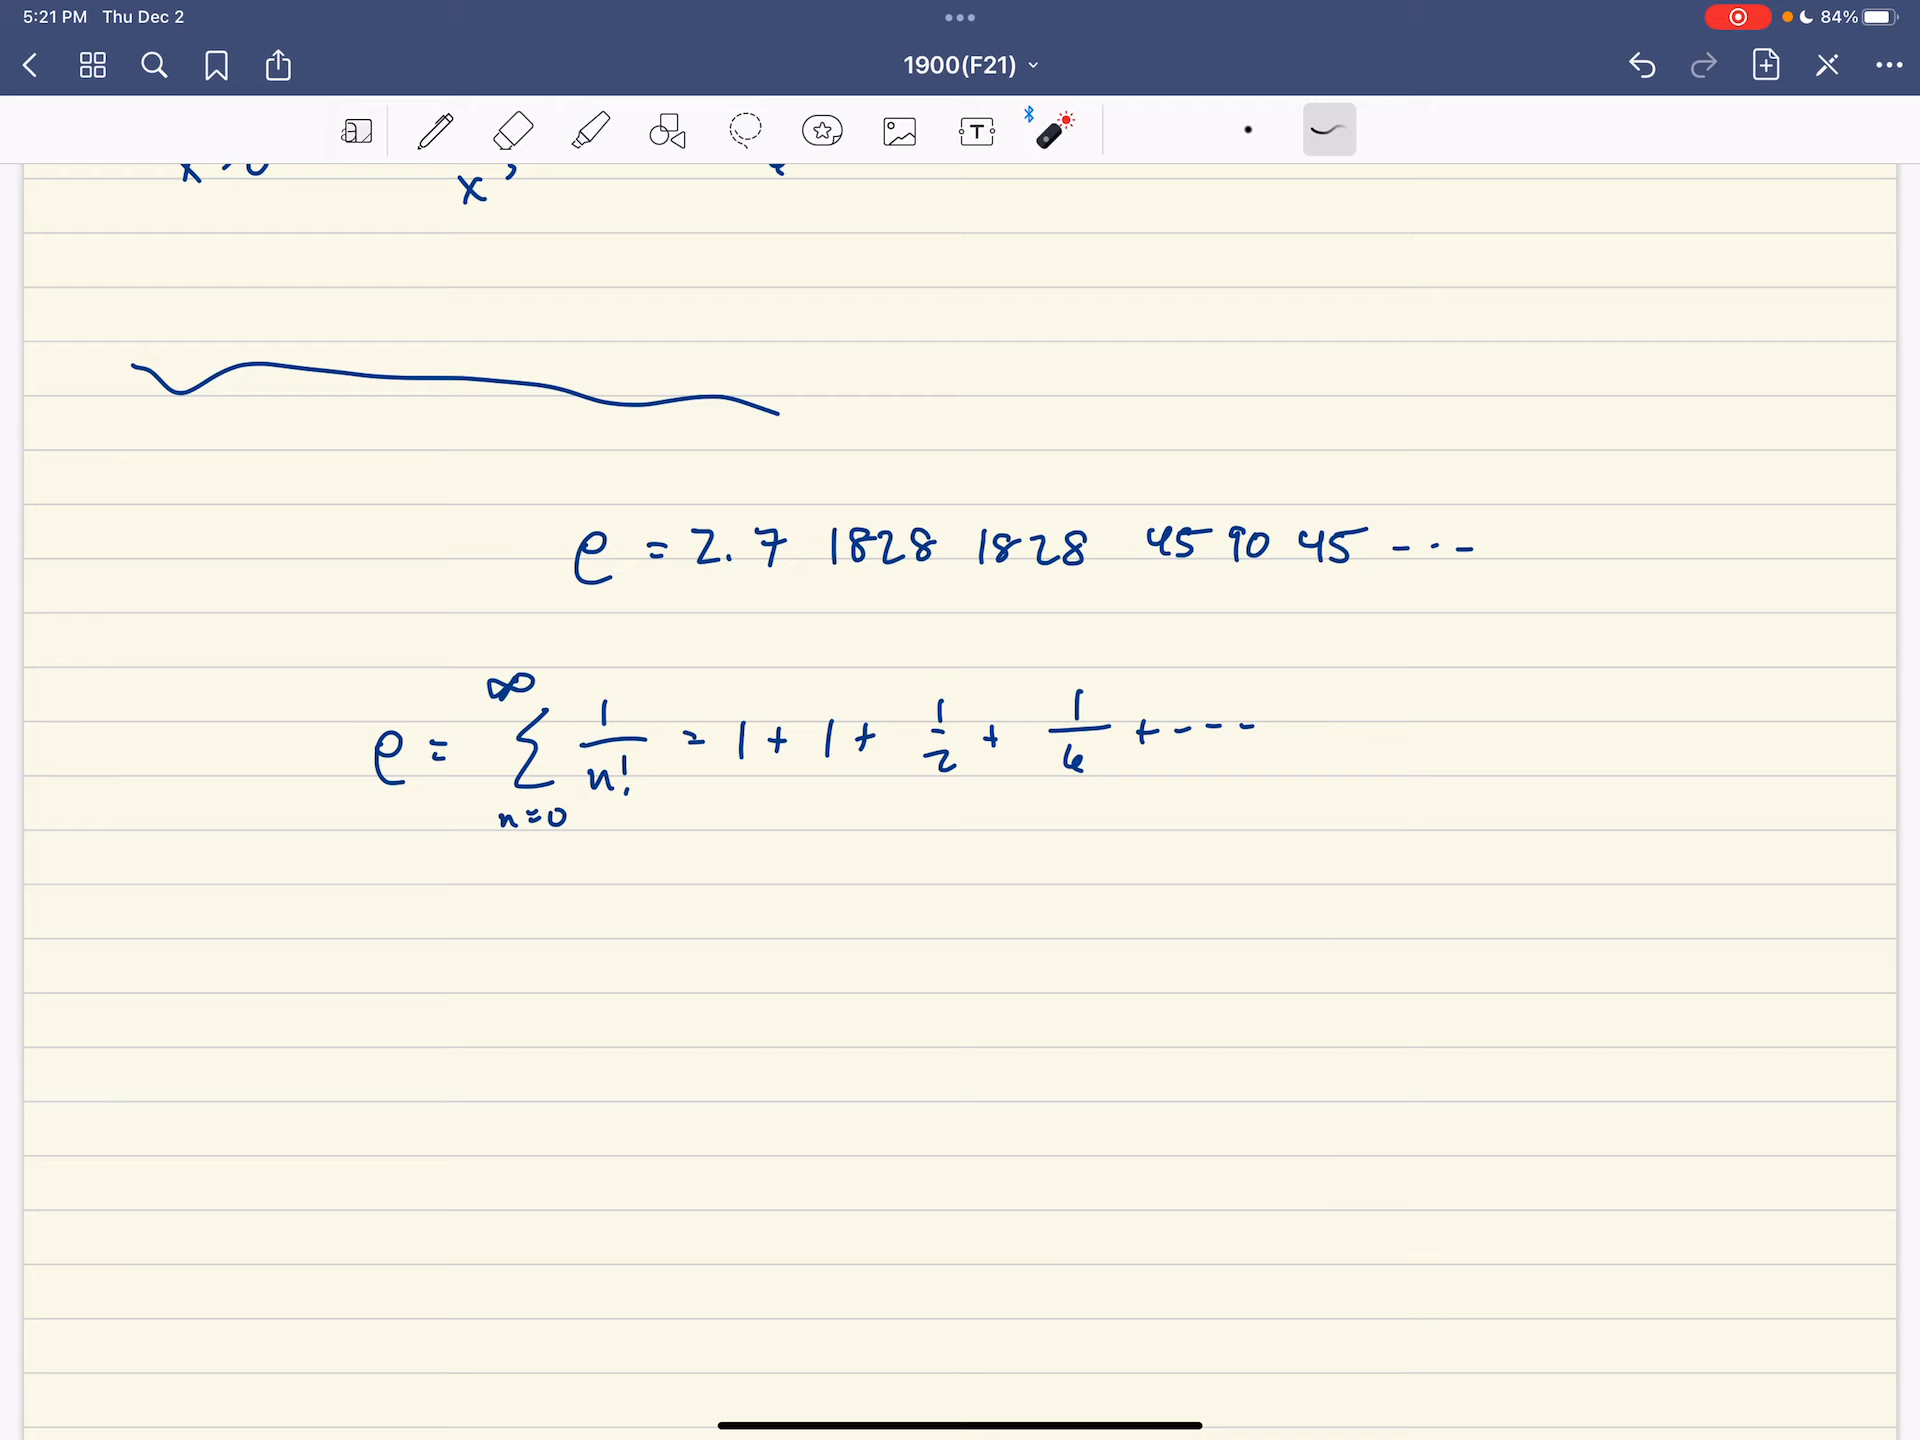 5:21 PM Thu Dec 2
84%
1900(F21)
T
x
e = 2.7 1828 1828 45 90 45 - · -
e = ∑_{n=0}^{∞} 1/n! = 1 + 1 + 1/2 + 1/6 + - - -